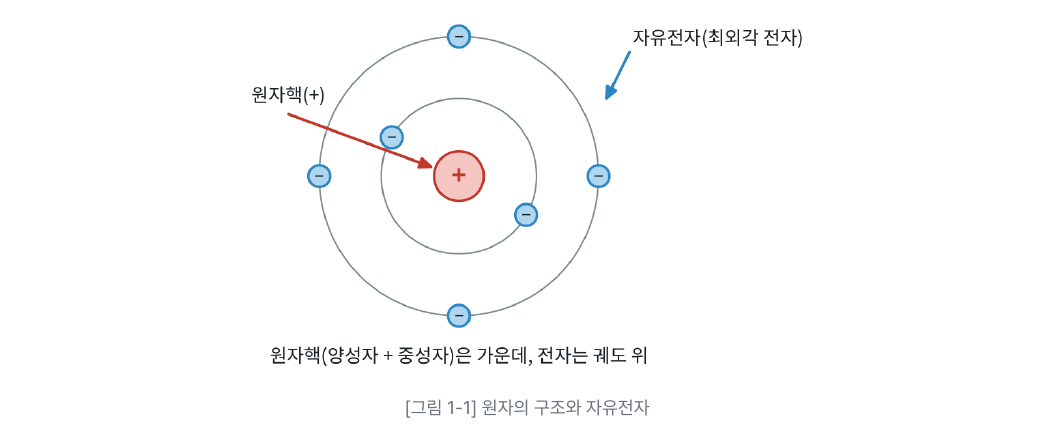 자유전자(최외각 전자)
원자핵(+)
−
−
+
−
−
−
−
원자핵(양성자 + 중성자)은 가운데, 전자는 궤도 위
[그림 1-1] 원자의 구조와 자유전자